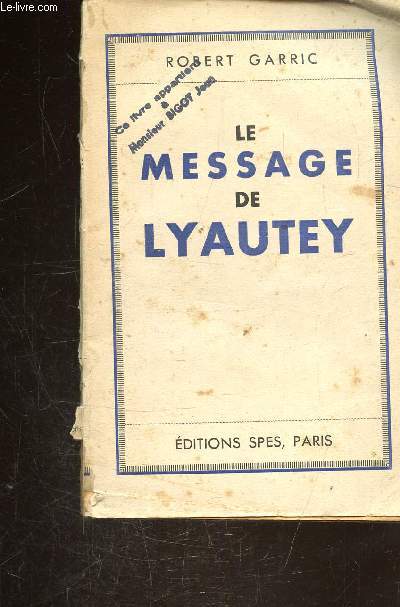 Le-livre.com
ROBERT GARRIC
Ce livre appartient
à
Monsieur BIGOT Jean
LE
MESSAGE
DE
LYAUTEY
ÉDITIONS SPES, PARIS